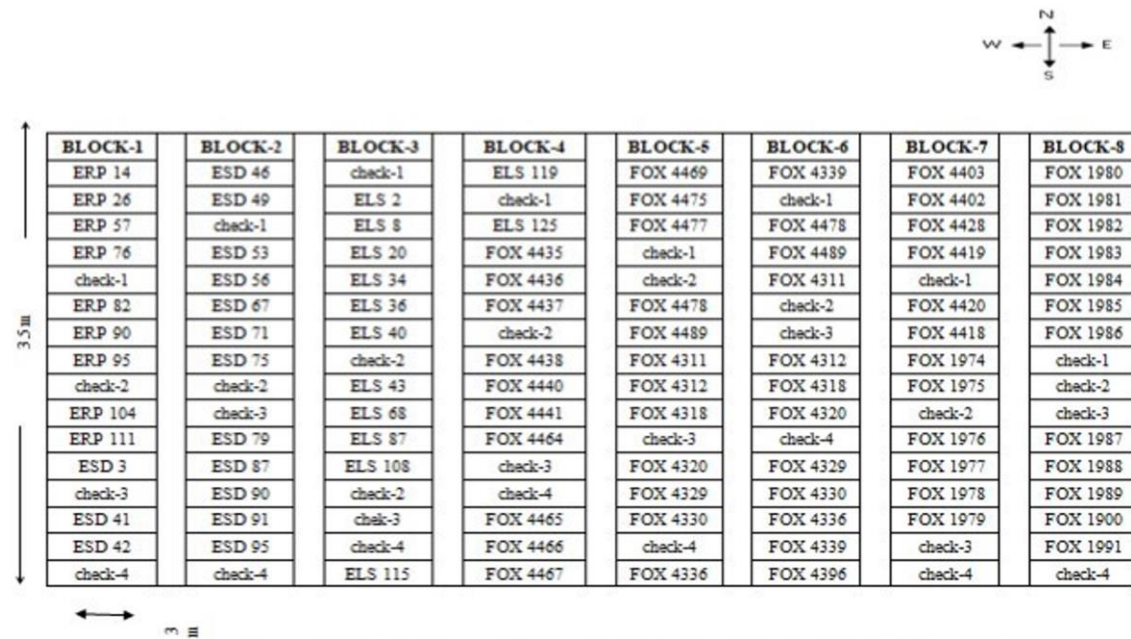 N
W E
S
BLOCK-1 BLOCK-2 BLOCK-3 BLOCK-4 BLOCK-5 BLOCK-6 BLOCK-7 BLOCK-8
ERP 14 ESD 46 check-1 ELS 119 FOX 4469 FOX 4339 FOX 4403 FOX 1980
ERP 26 ESD 49 ELS 2 check-1 FOX 4475 check-1 FOX 4402 FOX 1981
ERP 57 check-1 ELS 8 ELS 125 FOX 4477 FOX 4478 FOX 4428 FOX 1982
ERP 76 ESD 53 ELS 20 FOX 4435 check-1 FOX 4489 FOX 4419 FOX 1983
check-1 ESD 56 ELS 34 FOX 4436 check-2 FOX 4311 check-1 FOX 1984
ERP 82 ESD 67 ELS 36 FOX 4437 FOX 4478 check-2 FOX 4420 FOX 1985
ERP 90 ESD 71 ELS 40 check-2 FOX 4489 check-3 FOX 4418 FOX 1986
ERP 95 ESD 75 check-2 FOX 4438 FOX 4311 FOX 4312 FOX 1974 check-1
check-2 check-2 ELS 43 FOX 4440 FOX 4312 FOX 4318 FOX 1975 check-2
ERP 104 check-3 ELS 68 FOX 4441 FOX 4318 FOX 4320 check-2 check-3
ERP 111 ESD 79 ELS 87 FOX 4464 check-3 check-4 FOX 1976 FOX 1987
ESD 3 ESD 87 ELS 108 check-3 FOX 4320 FOX 4329 FOX 1977 FOX 1988
check-3 ESD 90 check-2 check-4 FOX 4329 FOX 4330 FOX 1978 FOX 1989
ESD 41 ESD 91 chek-3 FOX 4465 FOX 4330 FOX 4336 FOX 1979 FOX 1900
ESD 42 ESD 95 check-4 FOX 4466 check-4 FOX 4339 check-3 FOX 1991
check-4 check-4 ELS 115 FOX 4467 FOX 4336 FOX 4396 check-4 check-4
3 m